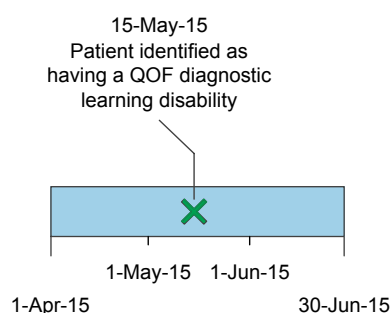 15-May-15
Patient identified as
having a QOF diagnostic
learning disability
1-May-15 1-Jun-15
1-Apr-15 30-Jun-15